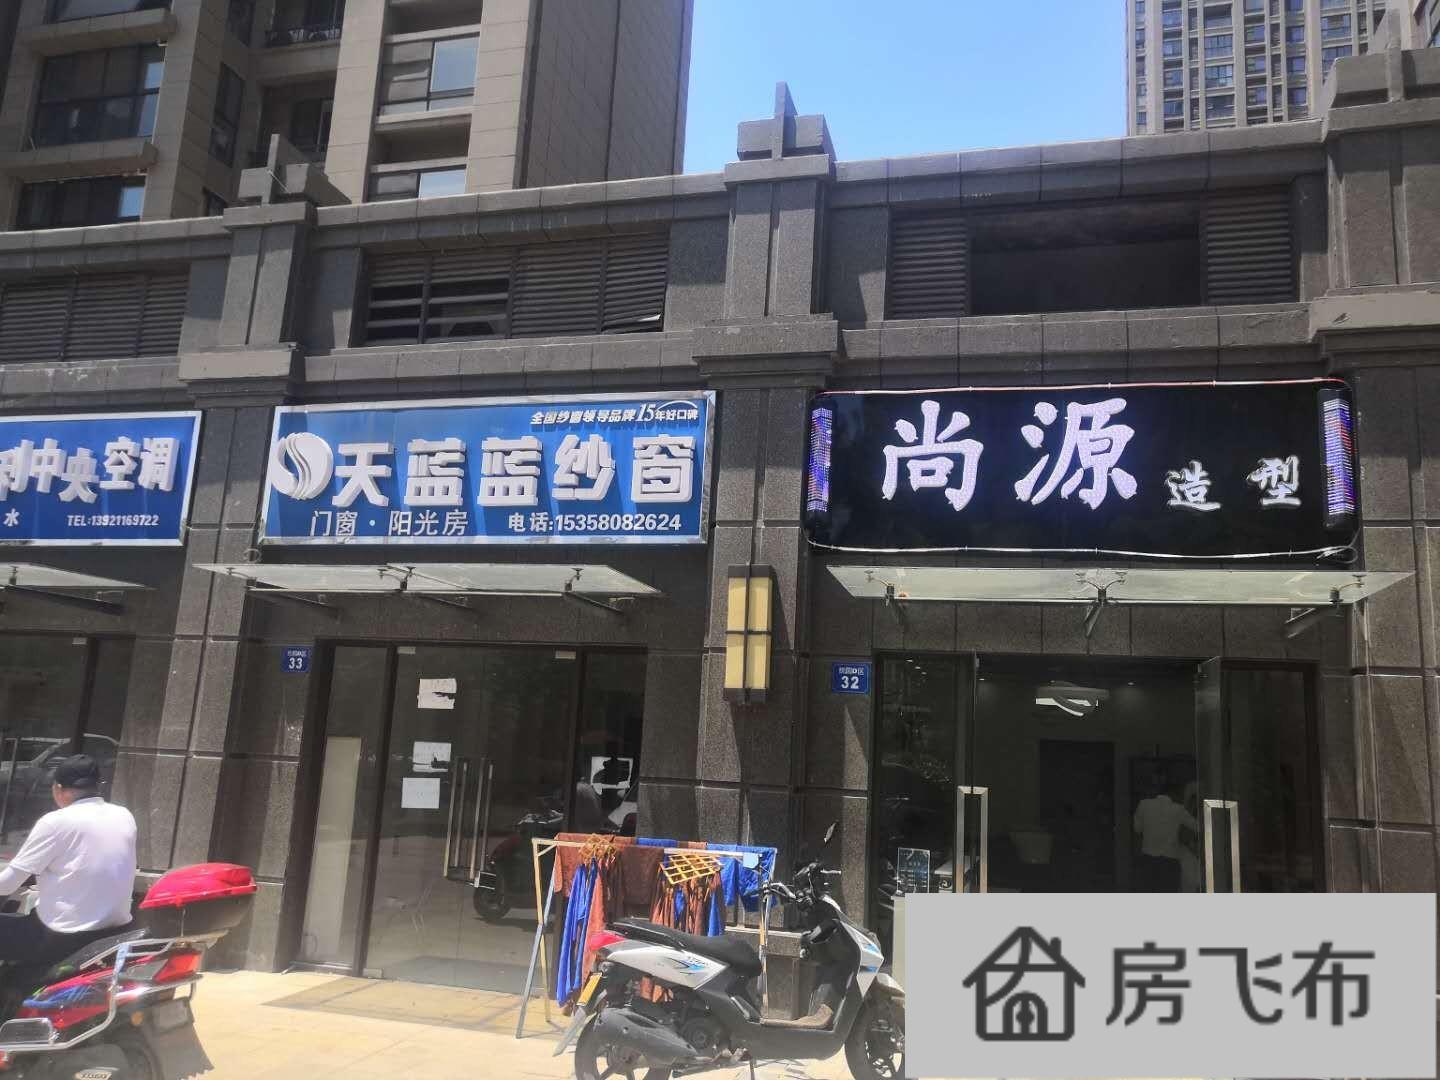 利中央空调
水
TEL:13921169722
全国纱窗领导品牌 15年好口碑
天蓝蓝纱窗
门窗·阳光房
电话:153580802624
尚源造型
33
32
房飞布